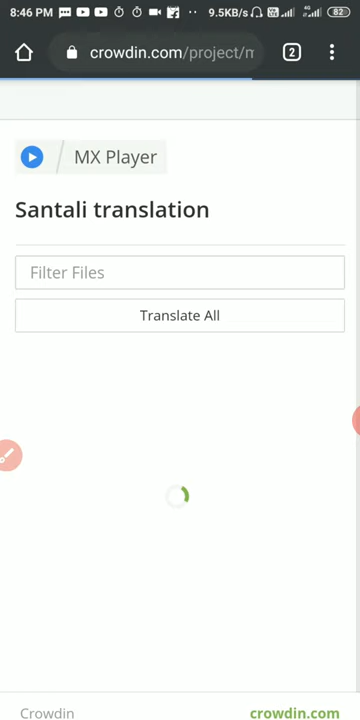 8:46 PM 9.5KB/s 4G 82
crowdin.com/project/m 2
MX Player
Santali translation
Filter Files
Translate All
Crowdin crowdin.com